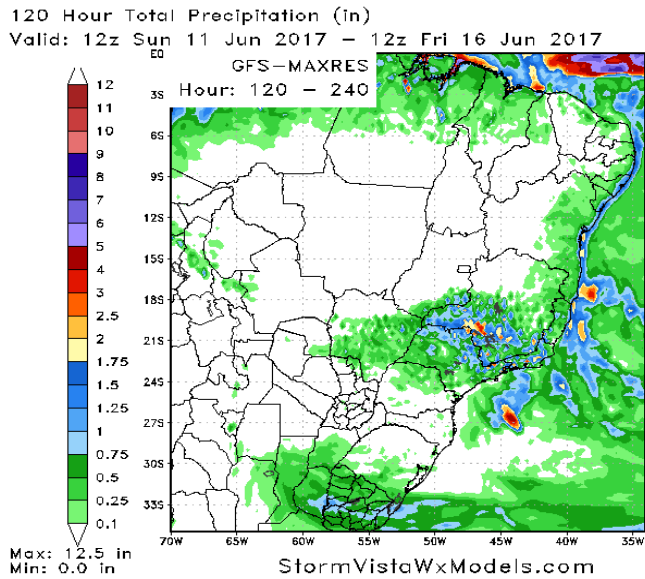 120 Hour Total Precipitation (in)
Valid: 12z Sun 11 Jun 2017 – 12z Fri 16 Jun 2017
GFS–MAXRES
Hour: 120 – 240
EQ
3S
6S
9S
12S
15S
18S
21S
24S
27S
30S
33S
70W 65W 60W 55W 50W 45W 40W 35W
12
11
10
9
8
7
6
5
4
3
2.5
2
1.75
1.5
1.25
1
0.75
0.5
0.25
0.1
Max: 12.5 in
Min: 0.0 in
StormVistaWxModels.com